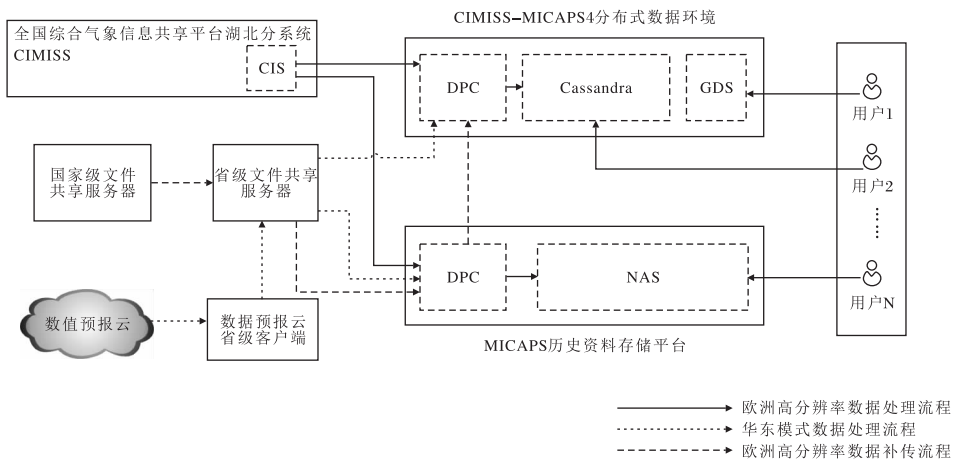 全国综合气象信息共享平台湖北分系统
CIMISS
CIS
CIMISS–MICAPS4分布式数据环境
DPC
Cassandra
GDS
用户1
国家级文件
共享服务器
省级文件共享
服务器
用户2
DPC
NAS
用户N
数值预报云
数据预报云
省级客户端
MICAPS历史资料存储平台
欧洲高分辨率数据处理流程
华东模式数据处理流程
欧洲高分辨率数据补传流程